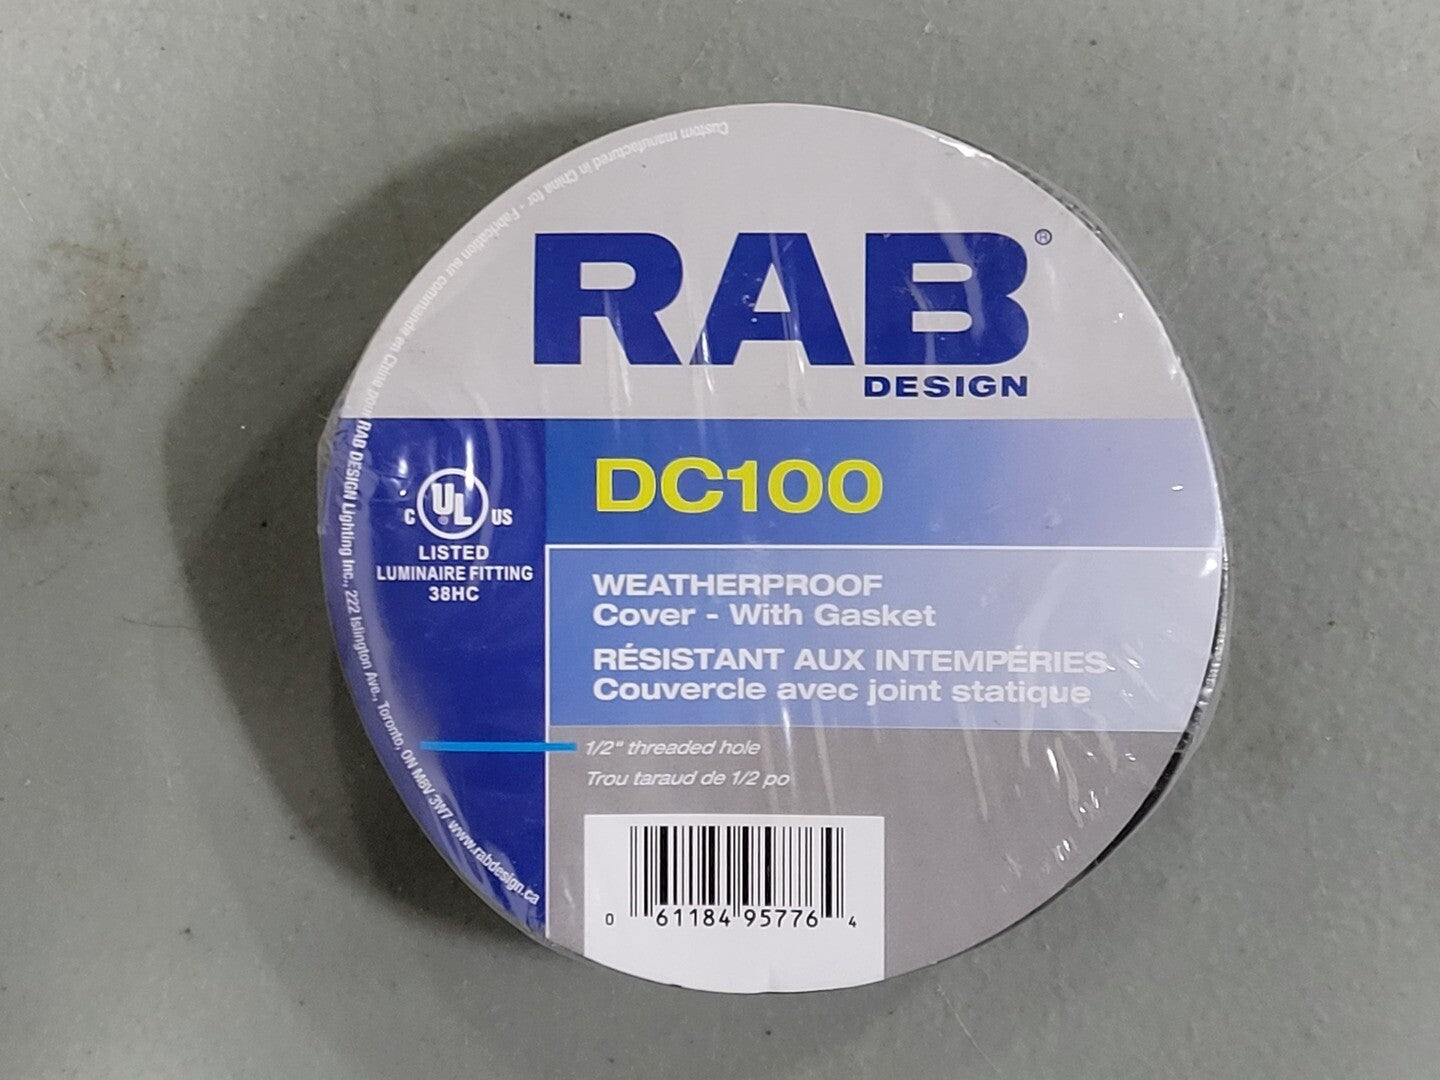 Custom manufactured in China for - Fabrication sur commande en Chine pour RAB DESIGN Lighting Inc., 222 Islington Ave., Toronto, ON M8V 3W7 www.rabdesign.ca
RAB®
DESIGN
DC100
C UL® US
LISTED
LUMINAIRE FITTING
38HC
WEATHERPROOF
Cover - With Gasket
RÉSISTANT AUX INTEMPÉRIES
Couvercle avec joint statique
1/2" threaded hole
Trou taraud de 1/2 po
0 61184 95776 4